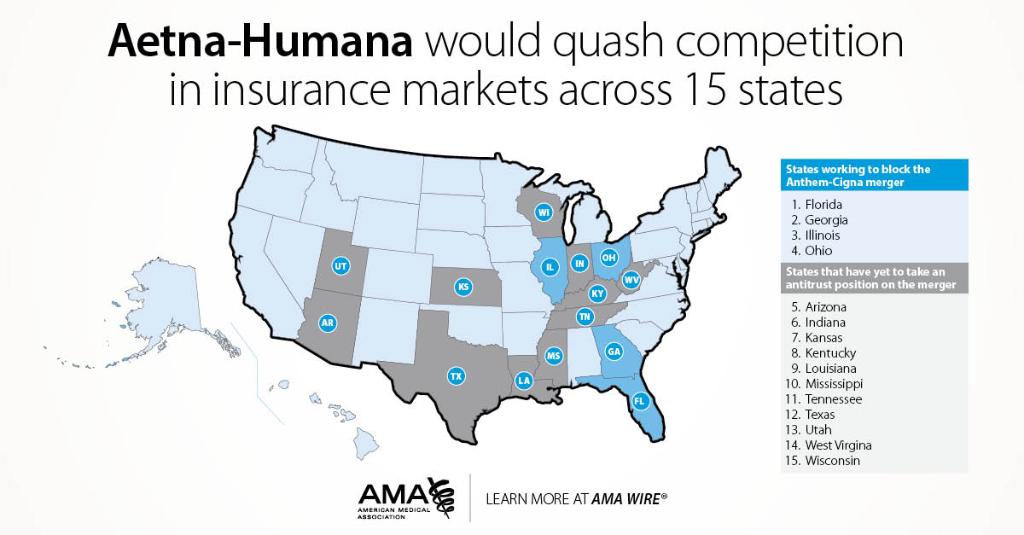 Aetna-Humana would quash competition
in insurance markets across 15 states
WI
UT
KS
IL
IN
OH
WV
KY
AR
TN
TX
LA
MS
GA
FL
States working to block the
Anthem-Cigna merger
1. Florida
2. Georgia
3. Illinois
4. Ohio
States that have yet to take an
antitrust position on the merger
5. Arizona
6. Indiana
7. Kansas
8. Kentucky
9. Louisiana
10. Mississippi
11. Tennessee
12. Texas
13. Utah
14. West Virgina
15. Wisconsin
AMA
AMERICAN MEDICAL
ASSOCIATION
LEARN MORE AT AMA WIRE®